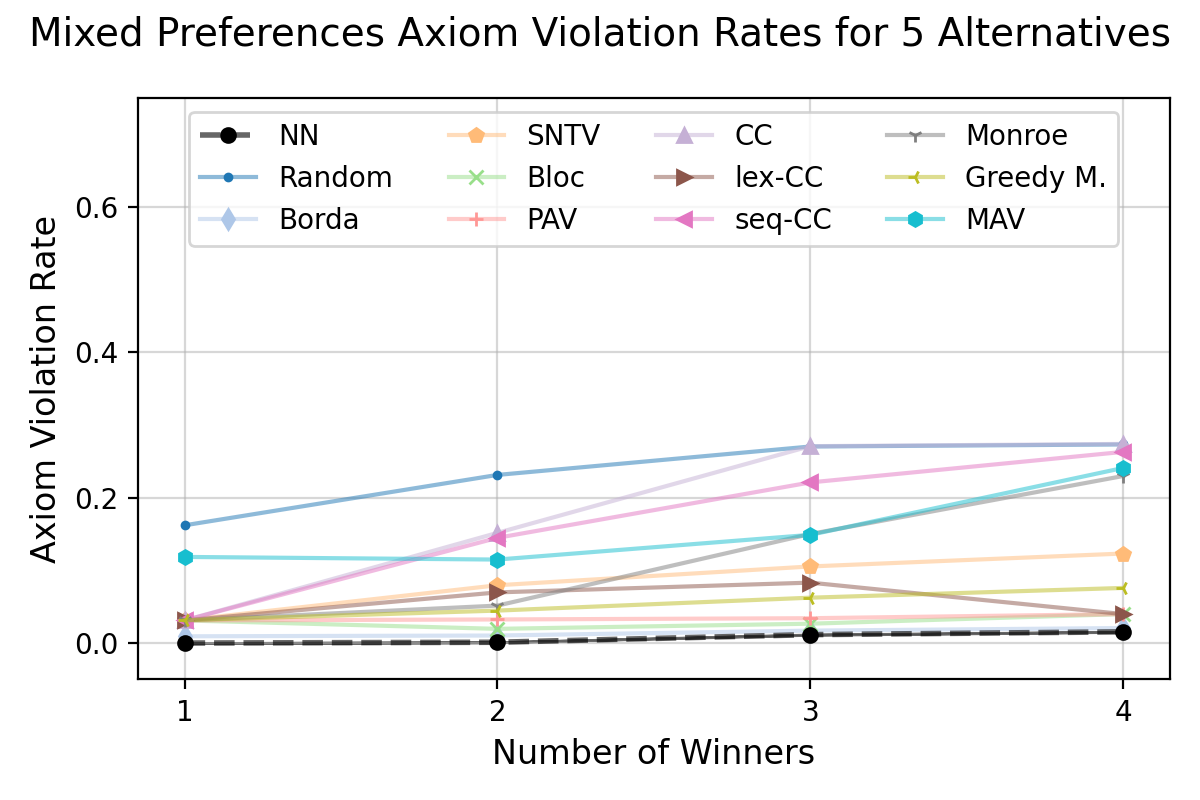 Mixed Preferences Axiom Violation Rates for 5 Alternatives
NN
SNTV
CC
Monroe
Random
Bloc
lex-CC
Greedy M.
Borda
PAV
seq-CC
MAV
Axiom Violation Rate
0.6
0.4
0.2
0.0
1
2
3
4
Number of Winners